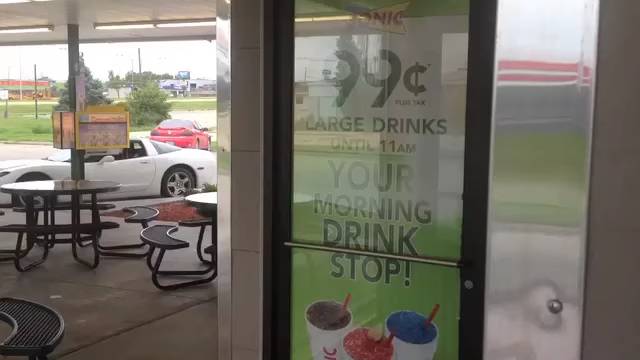 SONIC
99¢
PLUS TAX
LARGE DRINKS
UNTIL 11AM
YOUR
MORNING
DRINK
STOP!